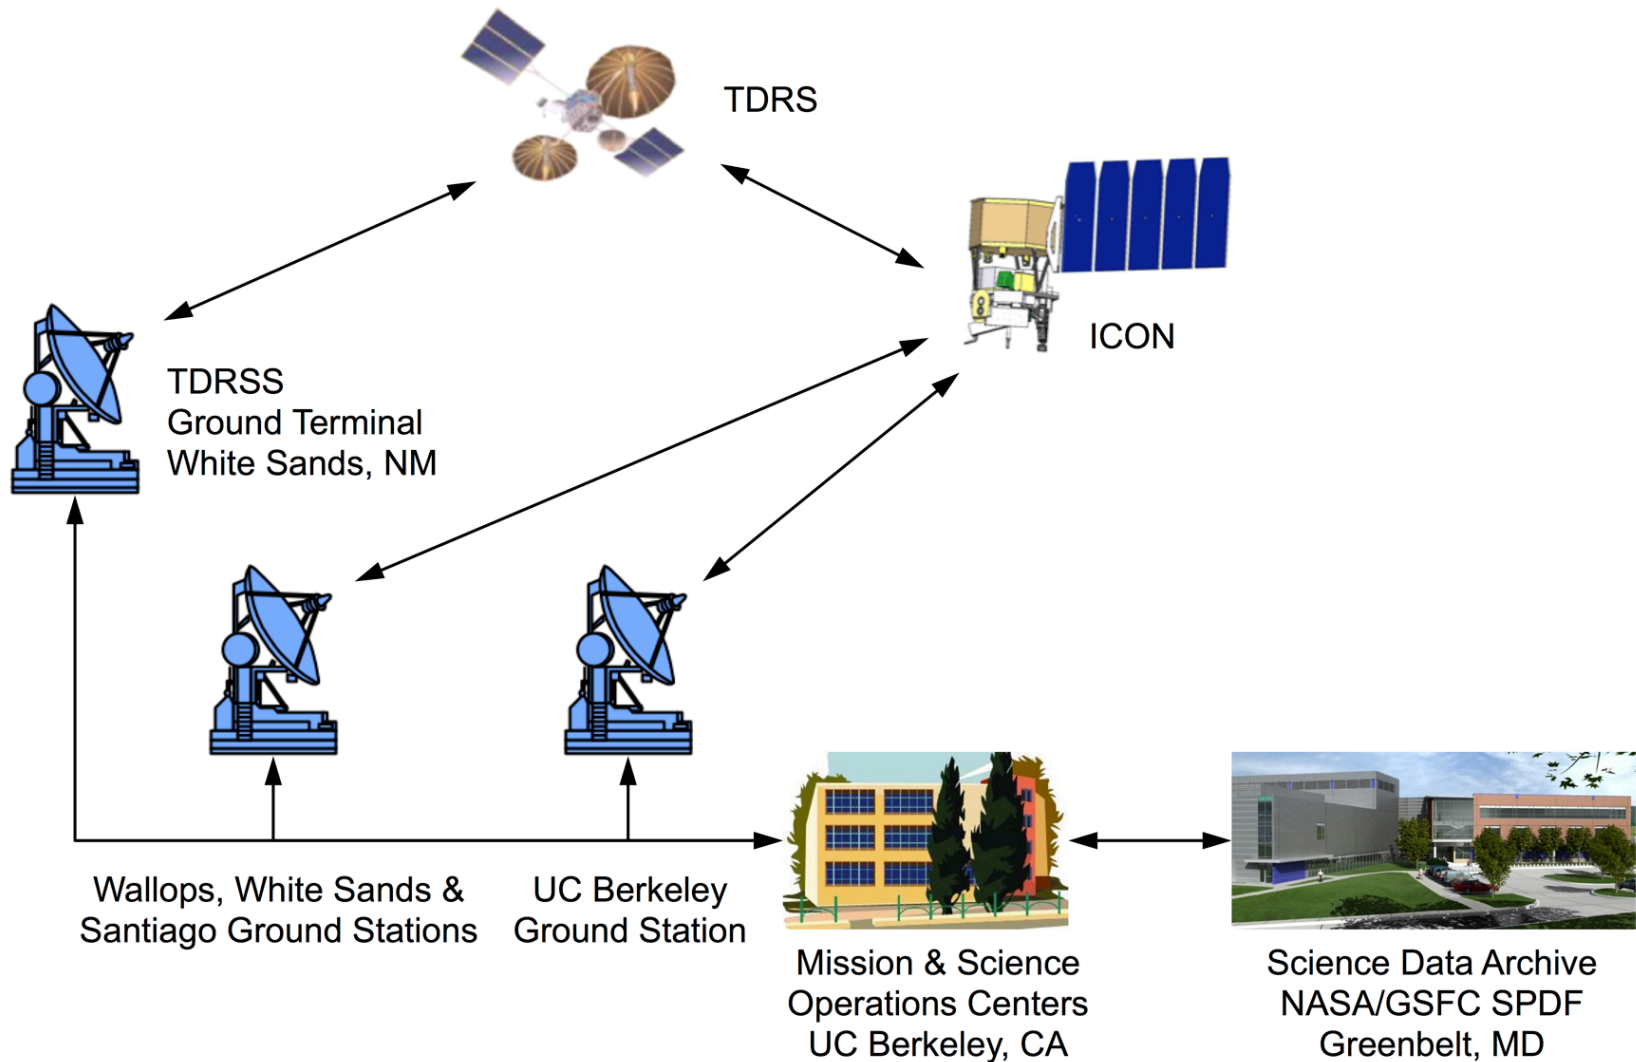 TDRS
ICON
TDRSS
Ground Terminal
White Sands, NM
Wallops, White Sands &
Santiago Ground Stations
UC Berkeley
Ground Station
Mission & Science
Operations Centers
UC Berkeley, CA
Science Data Archive
NASA/GSFC SPDF
Greenbelt, MD